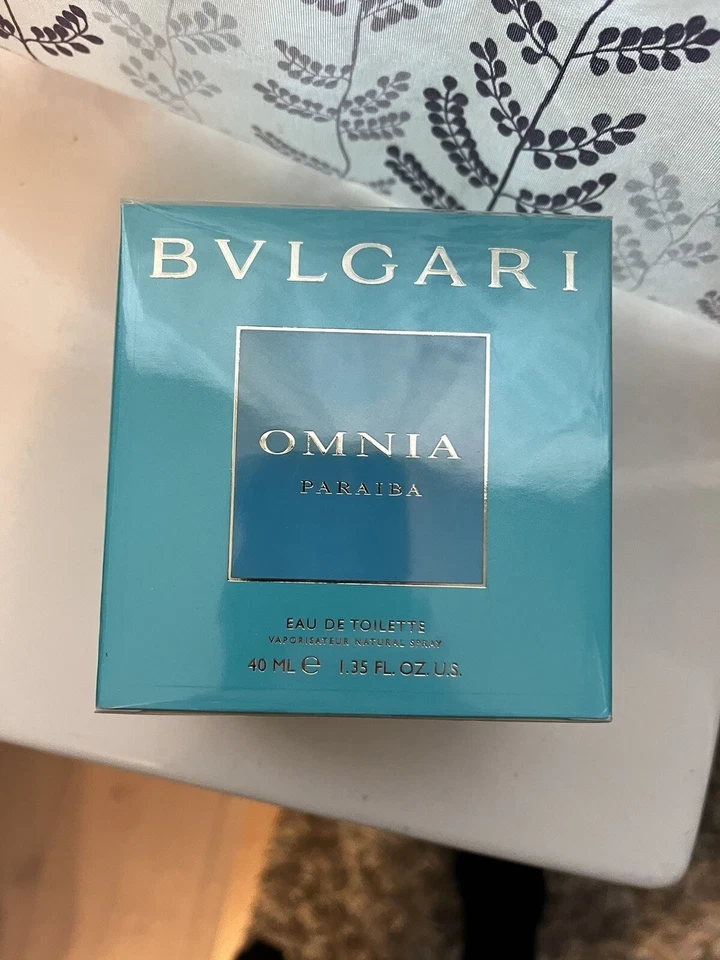 BVLGARI
OMNIA
PARAIBA
EAU DE TOILETTE
VAPORISATEUR NATURAL SPRAY
40 ML ℮ 1.35 FL. OZ. U.S.